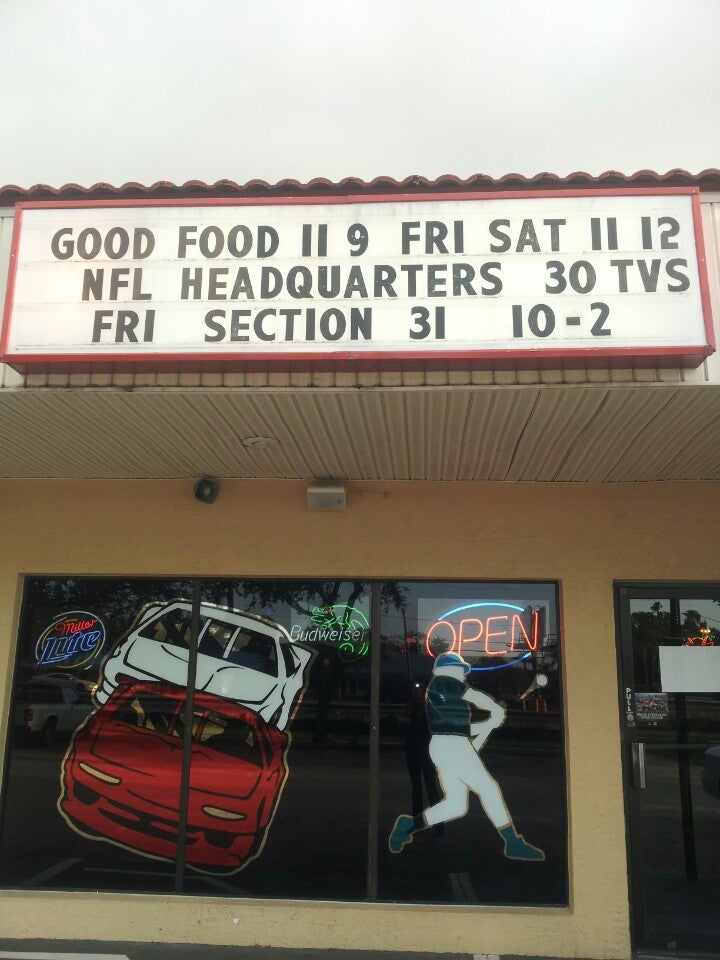 GOOD FOOD 11 9 FRI SAT 11 12
NFL HEADQUARTERS 30 TVS
FRI SECTION 31 10-2
Miller
Lite
Budweiser
OPEN
PULL